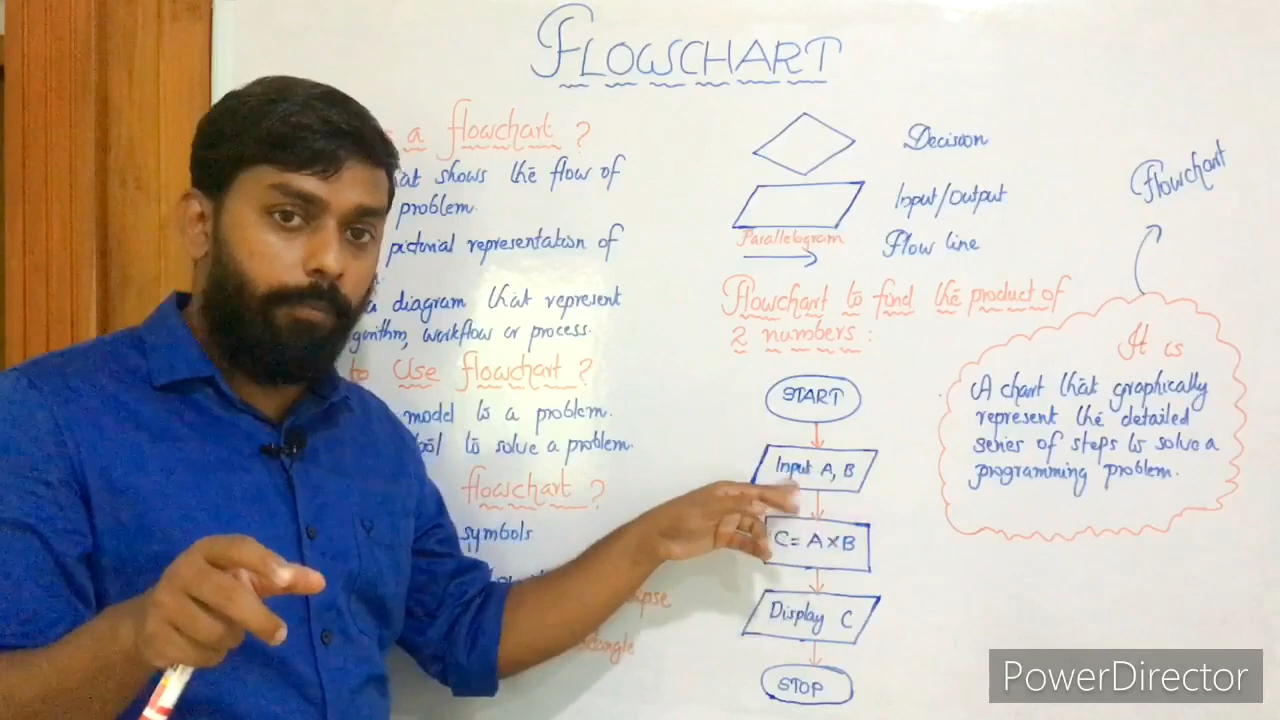 FLOWCHART
a flowchart ?
at shows the flow of
problem.
pictorial representation of
a diagram that represent
gorithm, workflow or process.
to use flowchart ?
model to a problem.
tool to solve a problem.
flowchart ?
symbols
Decision
Input/Output
Parallelogram
Flow line
Flowchart to find the product of
2 numbers :
START
Input A, B
C = A × B
Display C
STOP
Flowchart
It is
A chart that graphically
represent the detailed
series of steps to solve a
programming problem.
PowerDirector